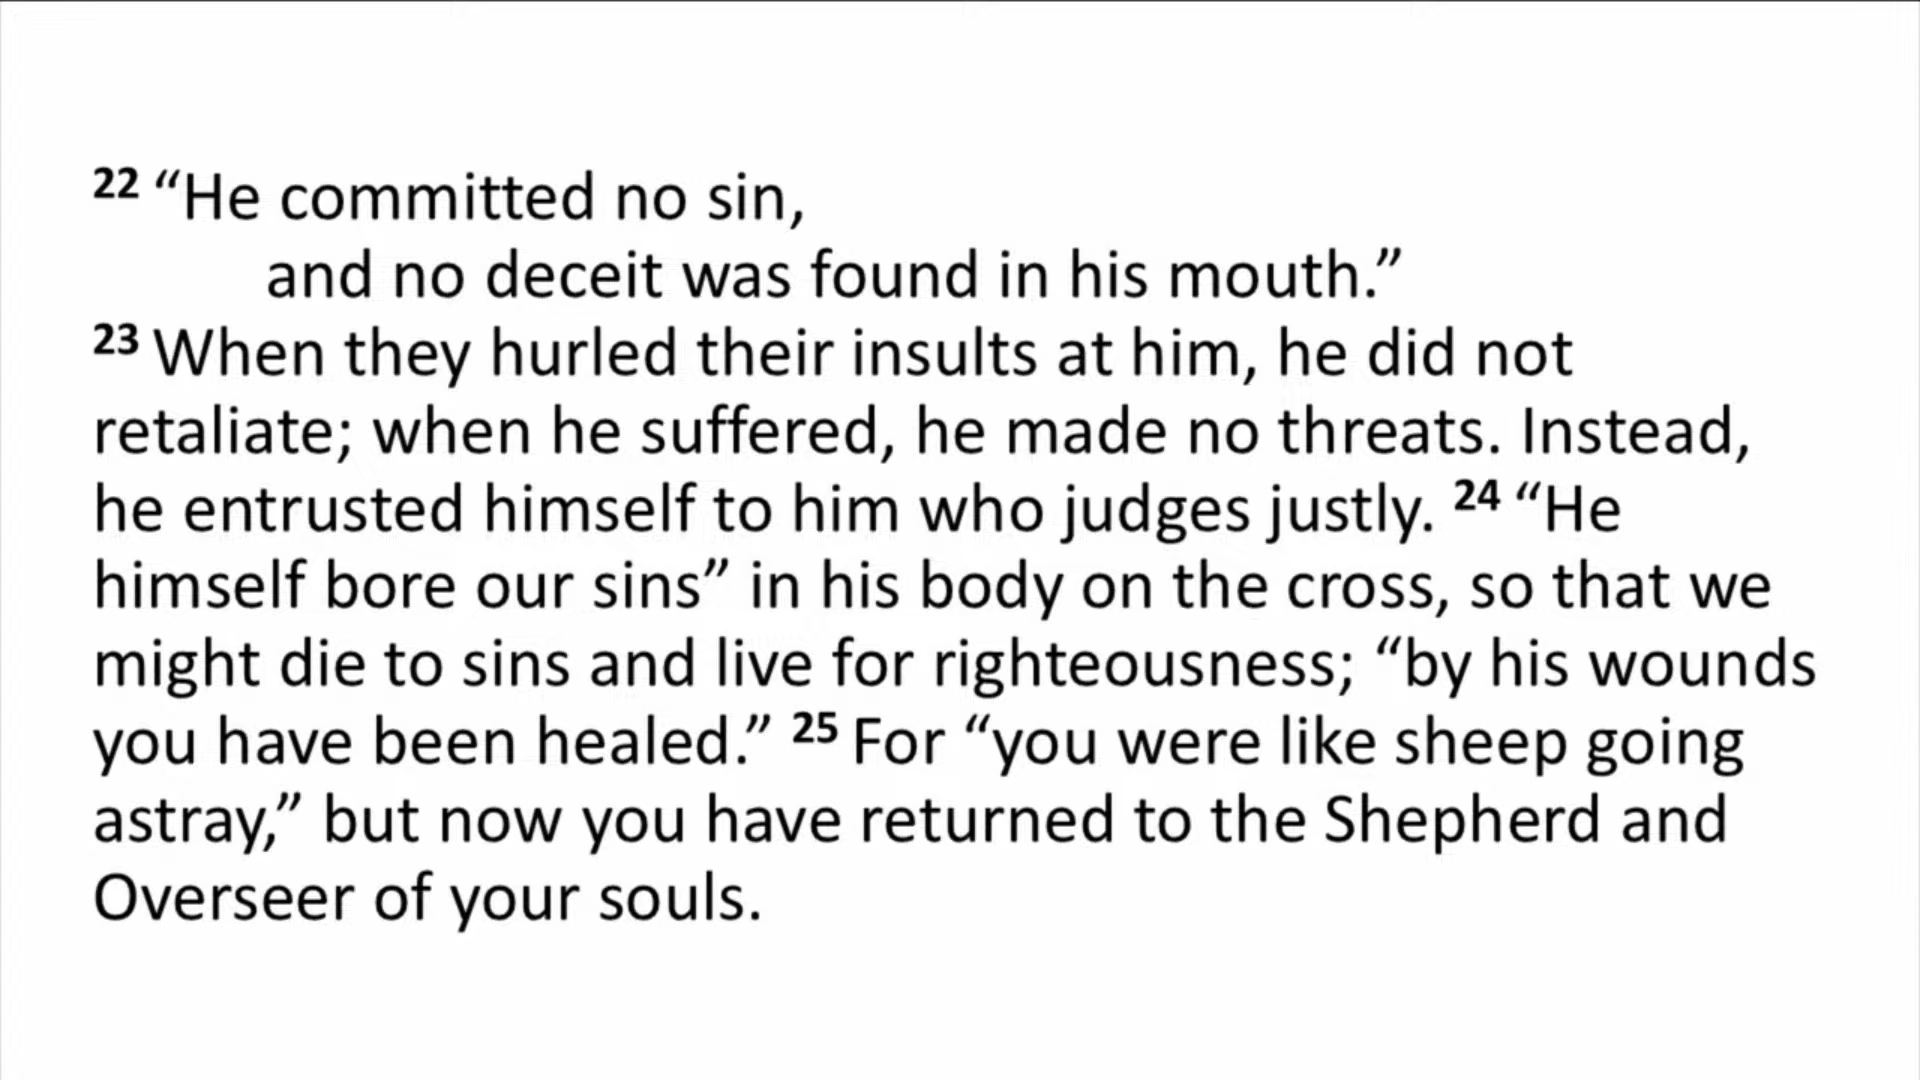 22 “He committed no sin,
and no deceit was found in his mouth.”
23 When they hurled their insults at him, he did not
retaliate; when he suffered, he made no threats. Instead,
he entrusted himself to him who judges justly. 24 “He
himself bore our sins” in his body on the cross, so that we
might die to sins and live for righteousness; “by his wounds
you have been healed.” 25 For “you were like sheep going
astray,” but now you have returned to the Shepherd and
Overseer of your souls.